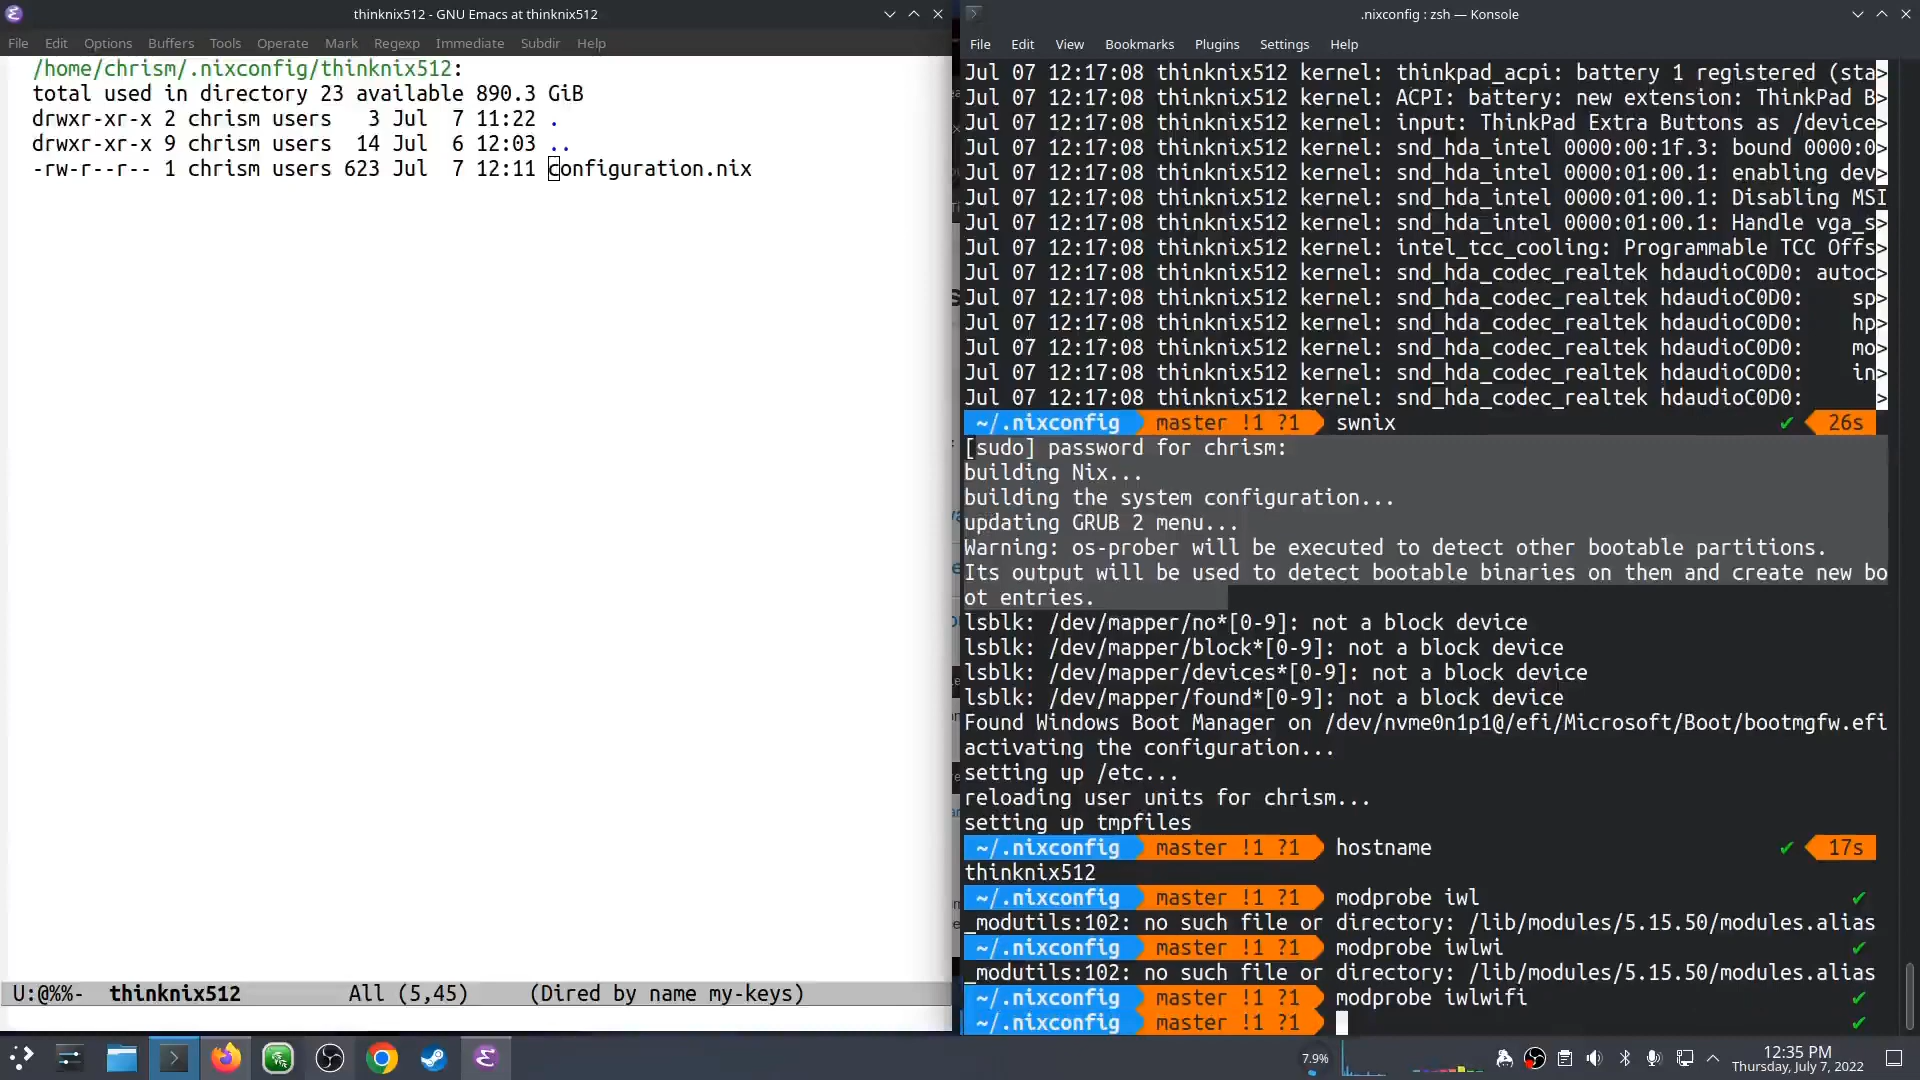 thinknix512 - GNU Emacs at thinknix512
File Edit Options Buffers Tools Operate Mark Regexp Immediate Subdir Help
/home/chrism/.nixconfig/thinknix512:
total used in directory 23 available 890.3 GiB
drwxr-xr-x 2 chrism users   3 Jul  7 11:22 .
drwxr-xr-x 9 chrism users  14 Jul  6 12:03 ..
-rw-r--r-- 1 chrism users 623 Jul  7 12:11 configuration.nix
U:@%%-  thinknix512         All (5,45)     (Dired by name my-keys)
.nixconfig : zsh — Konsole
File Edit View Bookmarks Plugins Settings Help
Jul 07 12:17:08 thinknix512 kernel: thinkpad_acpi: battery 1 registered (sta>
Jul 07 12:17:08 thinknix512 kernel: ACPI: battery: new extension: ThinkPad B>
Jul 07 12:17:08 thinknix512 kernel: input: ThinkPad Extra Buttons as /device>
Jul 07 12:17:08 thinknix512 kernel: snd_hda_intel 0000:00:1f.3: bound 0000:0>
Jul 07 12:17:08 thinknix512 kernel: snd_hda_intel 0000:01:00.1: enabling dev>
Jul 07 12:17:08 thinknix512 kernel: snd_hda_intel 0000:01:00.1: Disabling MSI
Jul 07 12:17:08 thinknix512 kernel: snd_hda_intel 0000:01:00.1: Handle vga_s>
Jul 07 12:17:08 thinknix512 kernel: intel_tcc_cooling: Programmable TCC Offs>
Jul 07 12:17:08 thinknix512 kernel: snd_hda_codec_realtek hdaudioC0D0: autoc>
Jul 07 12:17:08 thinknix512 kernel: snd_hda_codec_realtek hdaudioC0D0:    sp>
Jul 07 12:17:08 thinknix512 kernel: snd_hda_codec_realtek hdaudioC0D0:    hp>
Jul 07 12:17:08 thinknix512 kernel: snd_hda_codec_realtek hdaudioC0D0:    mo>
Jul 07 12:17:08 thinknix512 kernel: snd_hda_codec_realtek hdaudioC0D0:    in>
Jul 07 12:17:08 thinknix512 kernel: snd_hda_codec_realtek hdaudioC0D0:      >
~/.nixconfig master !1 ?1 swnix ✔ 26s
[sudo] password for chrism:
building Nix...
building the system configuration...
updating GRUB 2 menu...
Warning: os-prober will be executed to detect other bootable partitions.
Its output will be used to detect bootable binaries on them and create new bo
ot entries.
lsblk: /dev/mapper/no*[0-9]: not a block device
lsblk: /dev/mapper/block*[0-9]: not a block device
lsblk: /dev/mapper/devices*[0-9]: not a block device
lsblk: /dev/mapper/found*[0-9]: not a block device
Found Windows Boot Manager on /dev/nvme0n1p1@/efi/Microsoft/Boot/bootmgfw.efi
activating the configuration...
setting up /etc...
reloading user units for chrism...
setting up tmpfiles
~/.nixconfig master !1 ?1 hostname ✔ 17s
thinknix512
~/.nixconfig master !1 ?1 modprobe iwl ✔
_modutils:102: no such file or directory: /lib/modules/5.15.50/modules.alias
~/.nixconfig master !1 ?1 modprobe iwlwi ✔
_modutils:102: no such file or directory: /lib/modules/5.15.50/modules.alias
~/.nixconfig master !1 ?1 modprobe iwlwifi ✔
~/.nixconfig master !1 ?1 ✔
7.9%
12:35 PM
Thursday, July 7, 2022